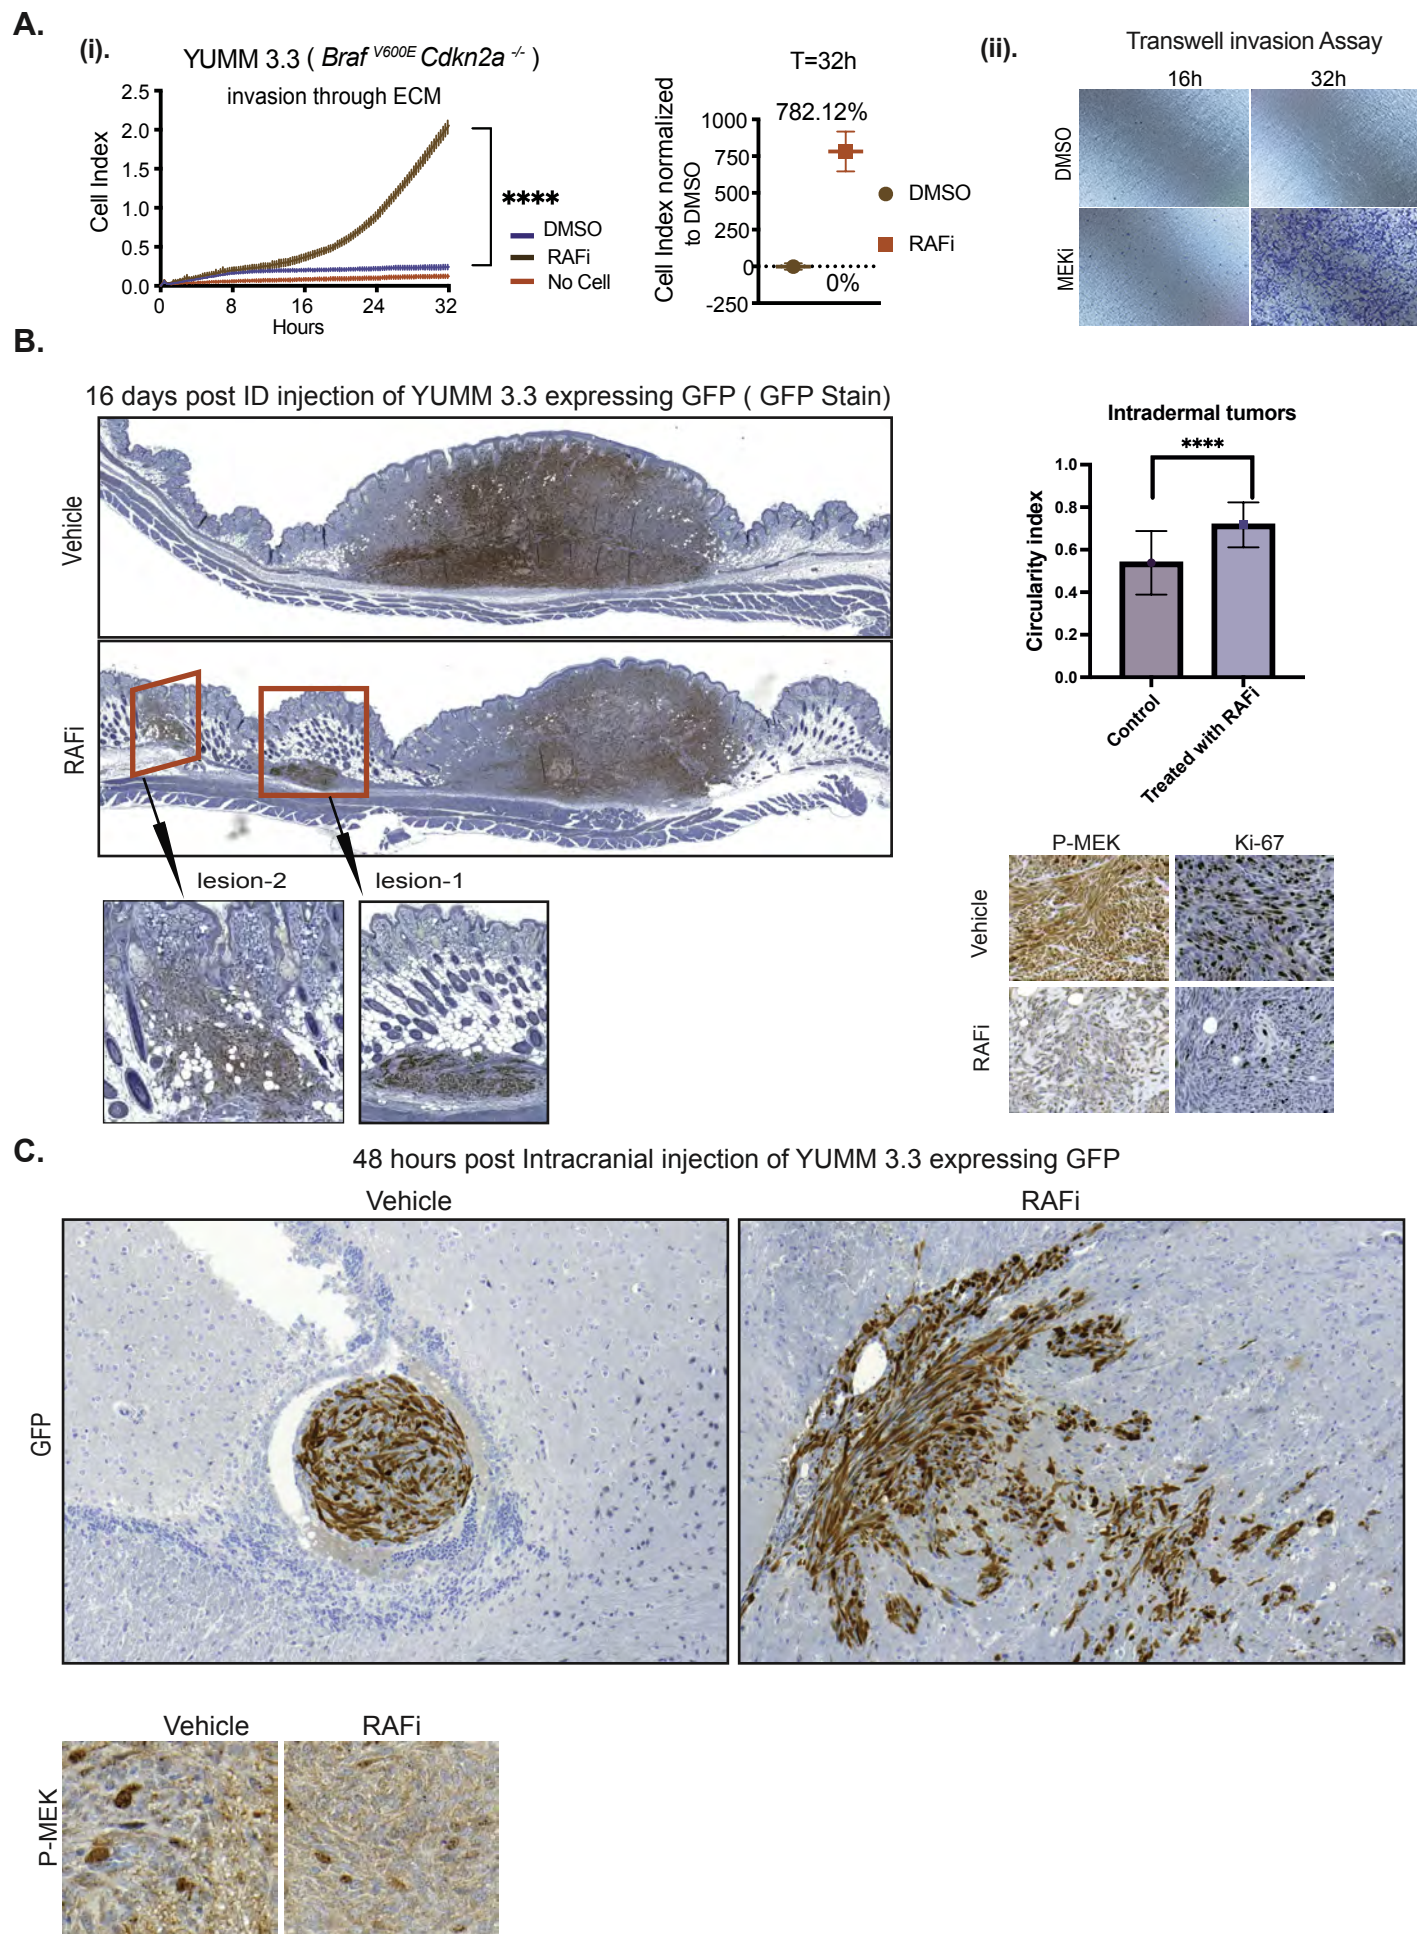 A.
(i).
YUMM 3.3 ( Braf V600E Cdkn2a -/- )
invasion through ECM
Cell Index
2.5
2.0
1.5
1.0
0.5
0.0
0
8
16
24
32
Hours
****
DMSO
RAFi
No Cell
T=32h
Cell Index normalized
to DMSO
1000
750
500
250
0
-250
782.12%
0%
DMSO
RAFi
(ii).
Transwell invasion Assay
16h
32h
DMSO
MEKi
B.
16 days post ID injection of YUMM 3.3 expressing GFP ( GFP Stain)
Vehicle
RAFi
lesion-2
lesion-1
Intradermal tumors
****
Circularity index
1.0
0.8
0.6
0.4
0.2
0.0
Control
Treated with RAFi
P-MEK
Ki-67
Vehicle
RAFi
C.
48 hours post Intracranial injection of YUMM 3.3 expressing GFP
Vehicle
RAFi
GFP
Vehicle
RAFi
P-MEK